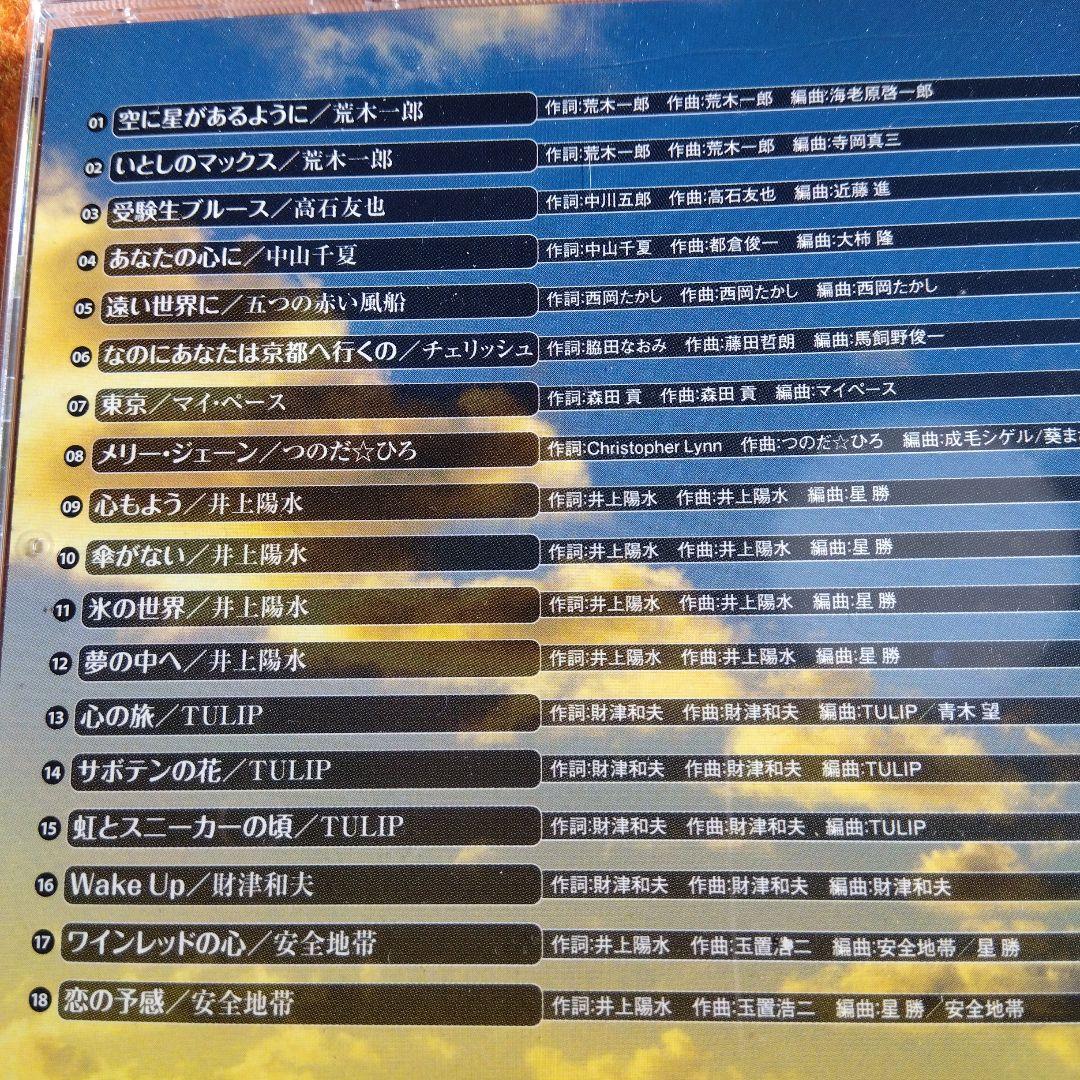 01 空に星があるように／荒木一郎 作詞:荒木一郎 作曲:荒木一郎 編曲:海老原啓一郎
02 いとしのマックス／荒木一郎 作詞:荒木一郎 作曲:荒木一郎 編曲:寺岡真三
03 受験生ブルース／高石友也 作詞:中川五郎 作曲:高石友也 編曲:近藤 進
04 あなたの心に／中山千夏 作詞:中山千夏 作曲:都倉俊一 編曲:大柿 隆
05 遠い世界に／五つの赤い風船 作詞:西岡たかし 作曲:西岡たかし 編曲:西岡たかし
06 なのにあなたは京都へ行くの／チェリッシュ 作詞:脇田なおみ 作曲:藤田哲朗 編曲:馬飼野俊一
07 東京／マイ・ペース 作詞:森田 貢 作曲:森田 貢 編曲:マイペース
08 メリー・ジェーン／つのだ☆ひろ 作詞:Christopher Lynn 作曲:つのだ☆ひろ 編曲:成毛シゲル/葵ま
09 心もよう／井上陽水 作詞:井上陽水 作曲:井上陽水 編曲:星 勝
10 傘がない／井上陽水 作詞:井上陽水 作曲:井上陽水 編曲:星 勝
11 氷の世界／井上陽水 作詞:井上陽水 作曲:井上陽水 編曲:星 勝
12 夢の中へ／井上陽水 作詞:井上陽水 作曲:井上陽水 編曲:星 勝
13 心の旅／TULIP 作詞:財津和夫 作曲:財津和夫 編曲:TULIP／青木 望
14 サボテンの花／TULIP 作詞:財津和夫 作曲:財津和夫 編曲:TULIP
15 虹とスニーカーの頃／TULIP 作詞:財津和夫 作曲:財津和夫 編曲:TULIP
16 Wake Up／財津和夫 作詞:財津和夫 作曲:財津和夫 編曲:財津和夫
17 ワインレッドの心／安全地帯 作詞:井上陽水 作曲:玉置浩二 編曲:安全地帯／星 勝
18 恋の予感／安全地帯 作詞:井上陽水 作曲:玉置浩二 編曲:星 勝／安全地帯